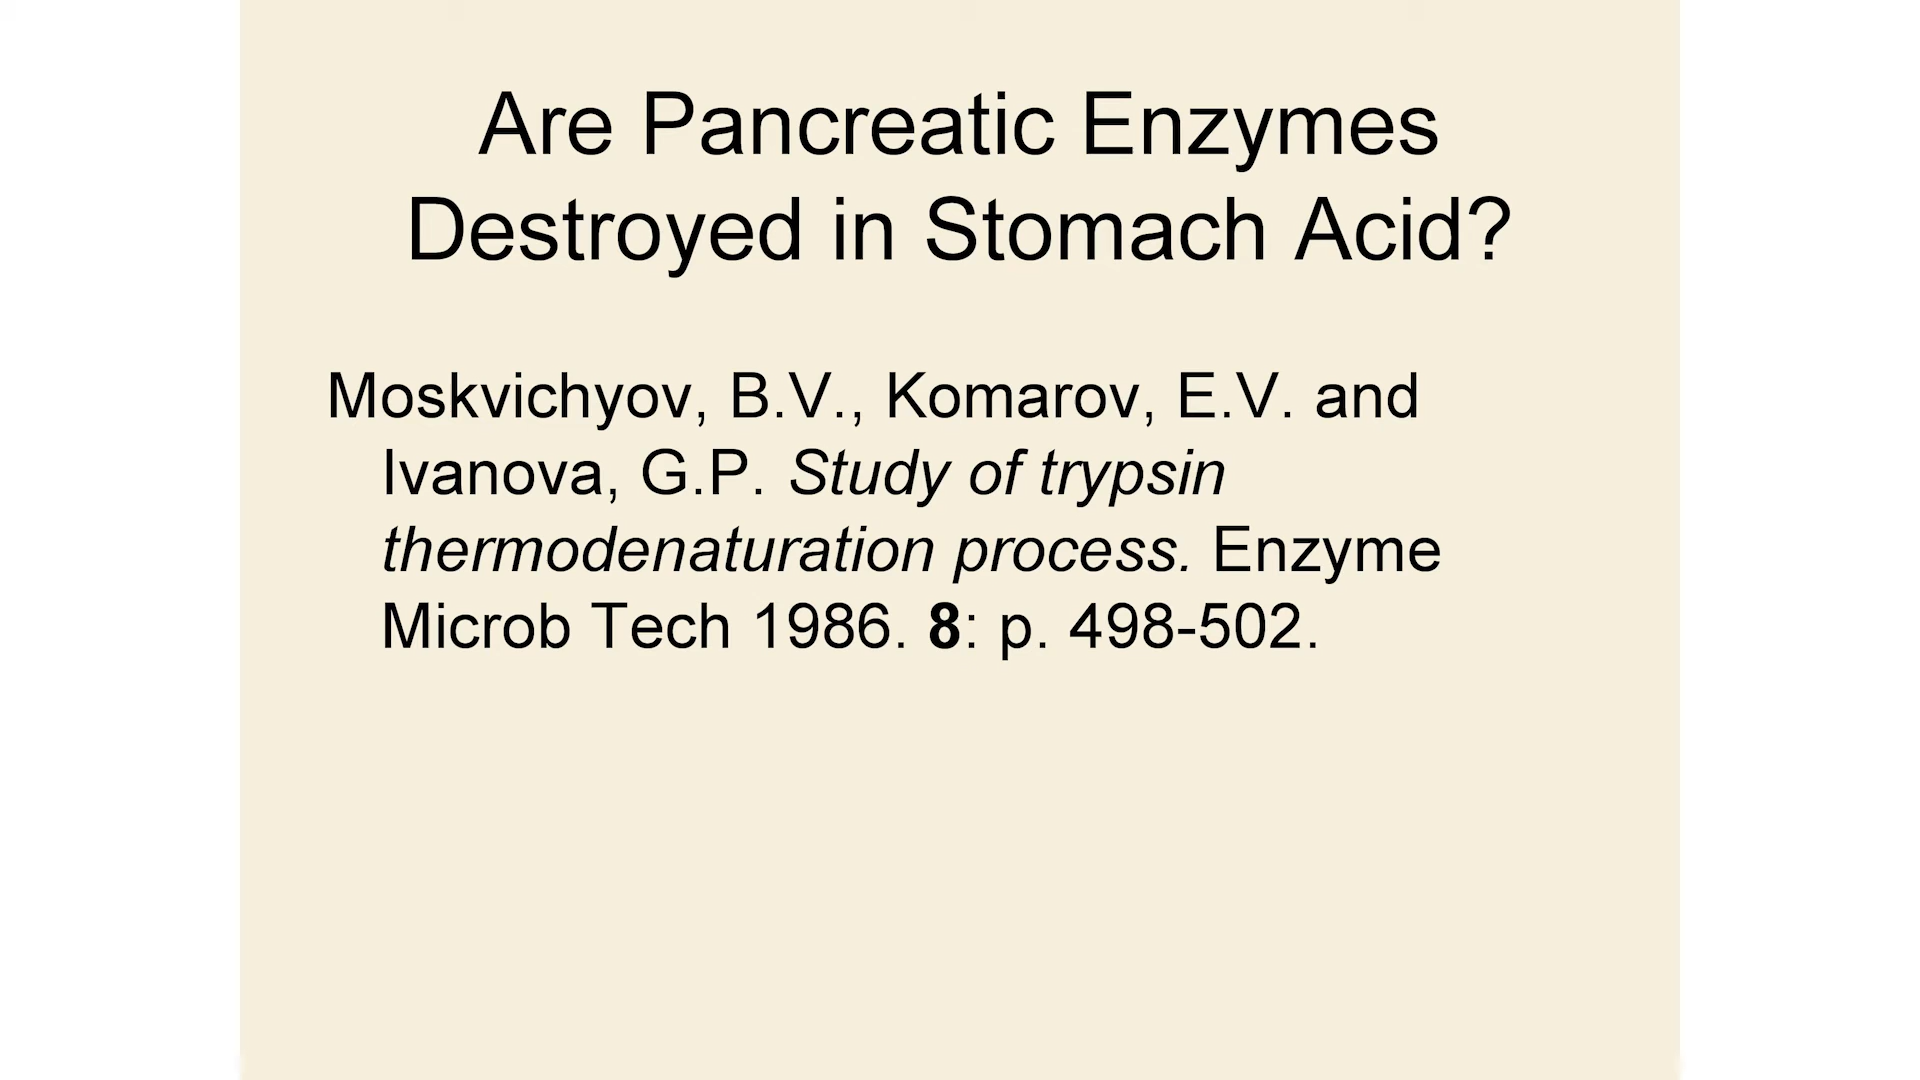 Are Pancreatic Enzymes
Destroyed in Stomach Acid?
Moskvichyov, B.V., Komarov, E.V. and
Ivanova, G.P. Study of trypsin
thermodenaturation process. Enzyme
Microb Tech 1986. 8: p. 498-502.